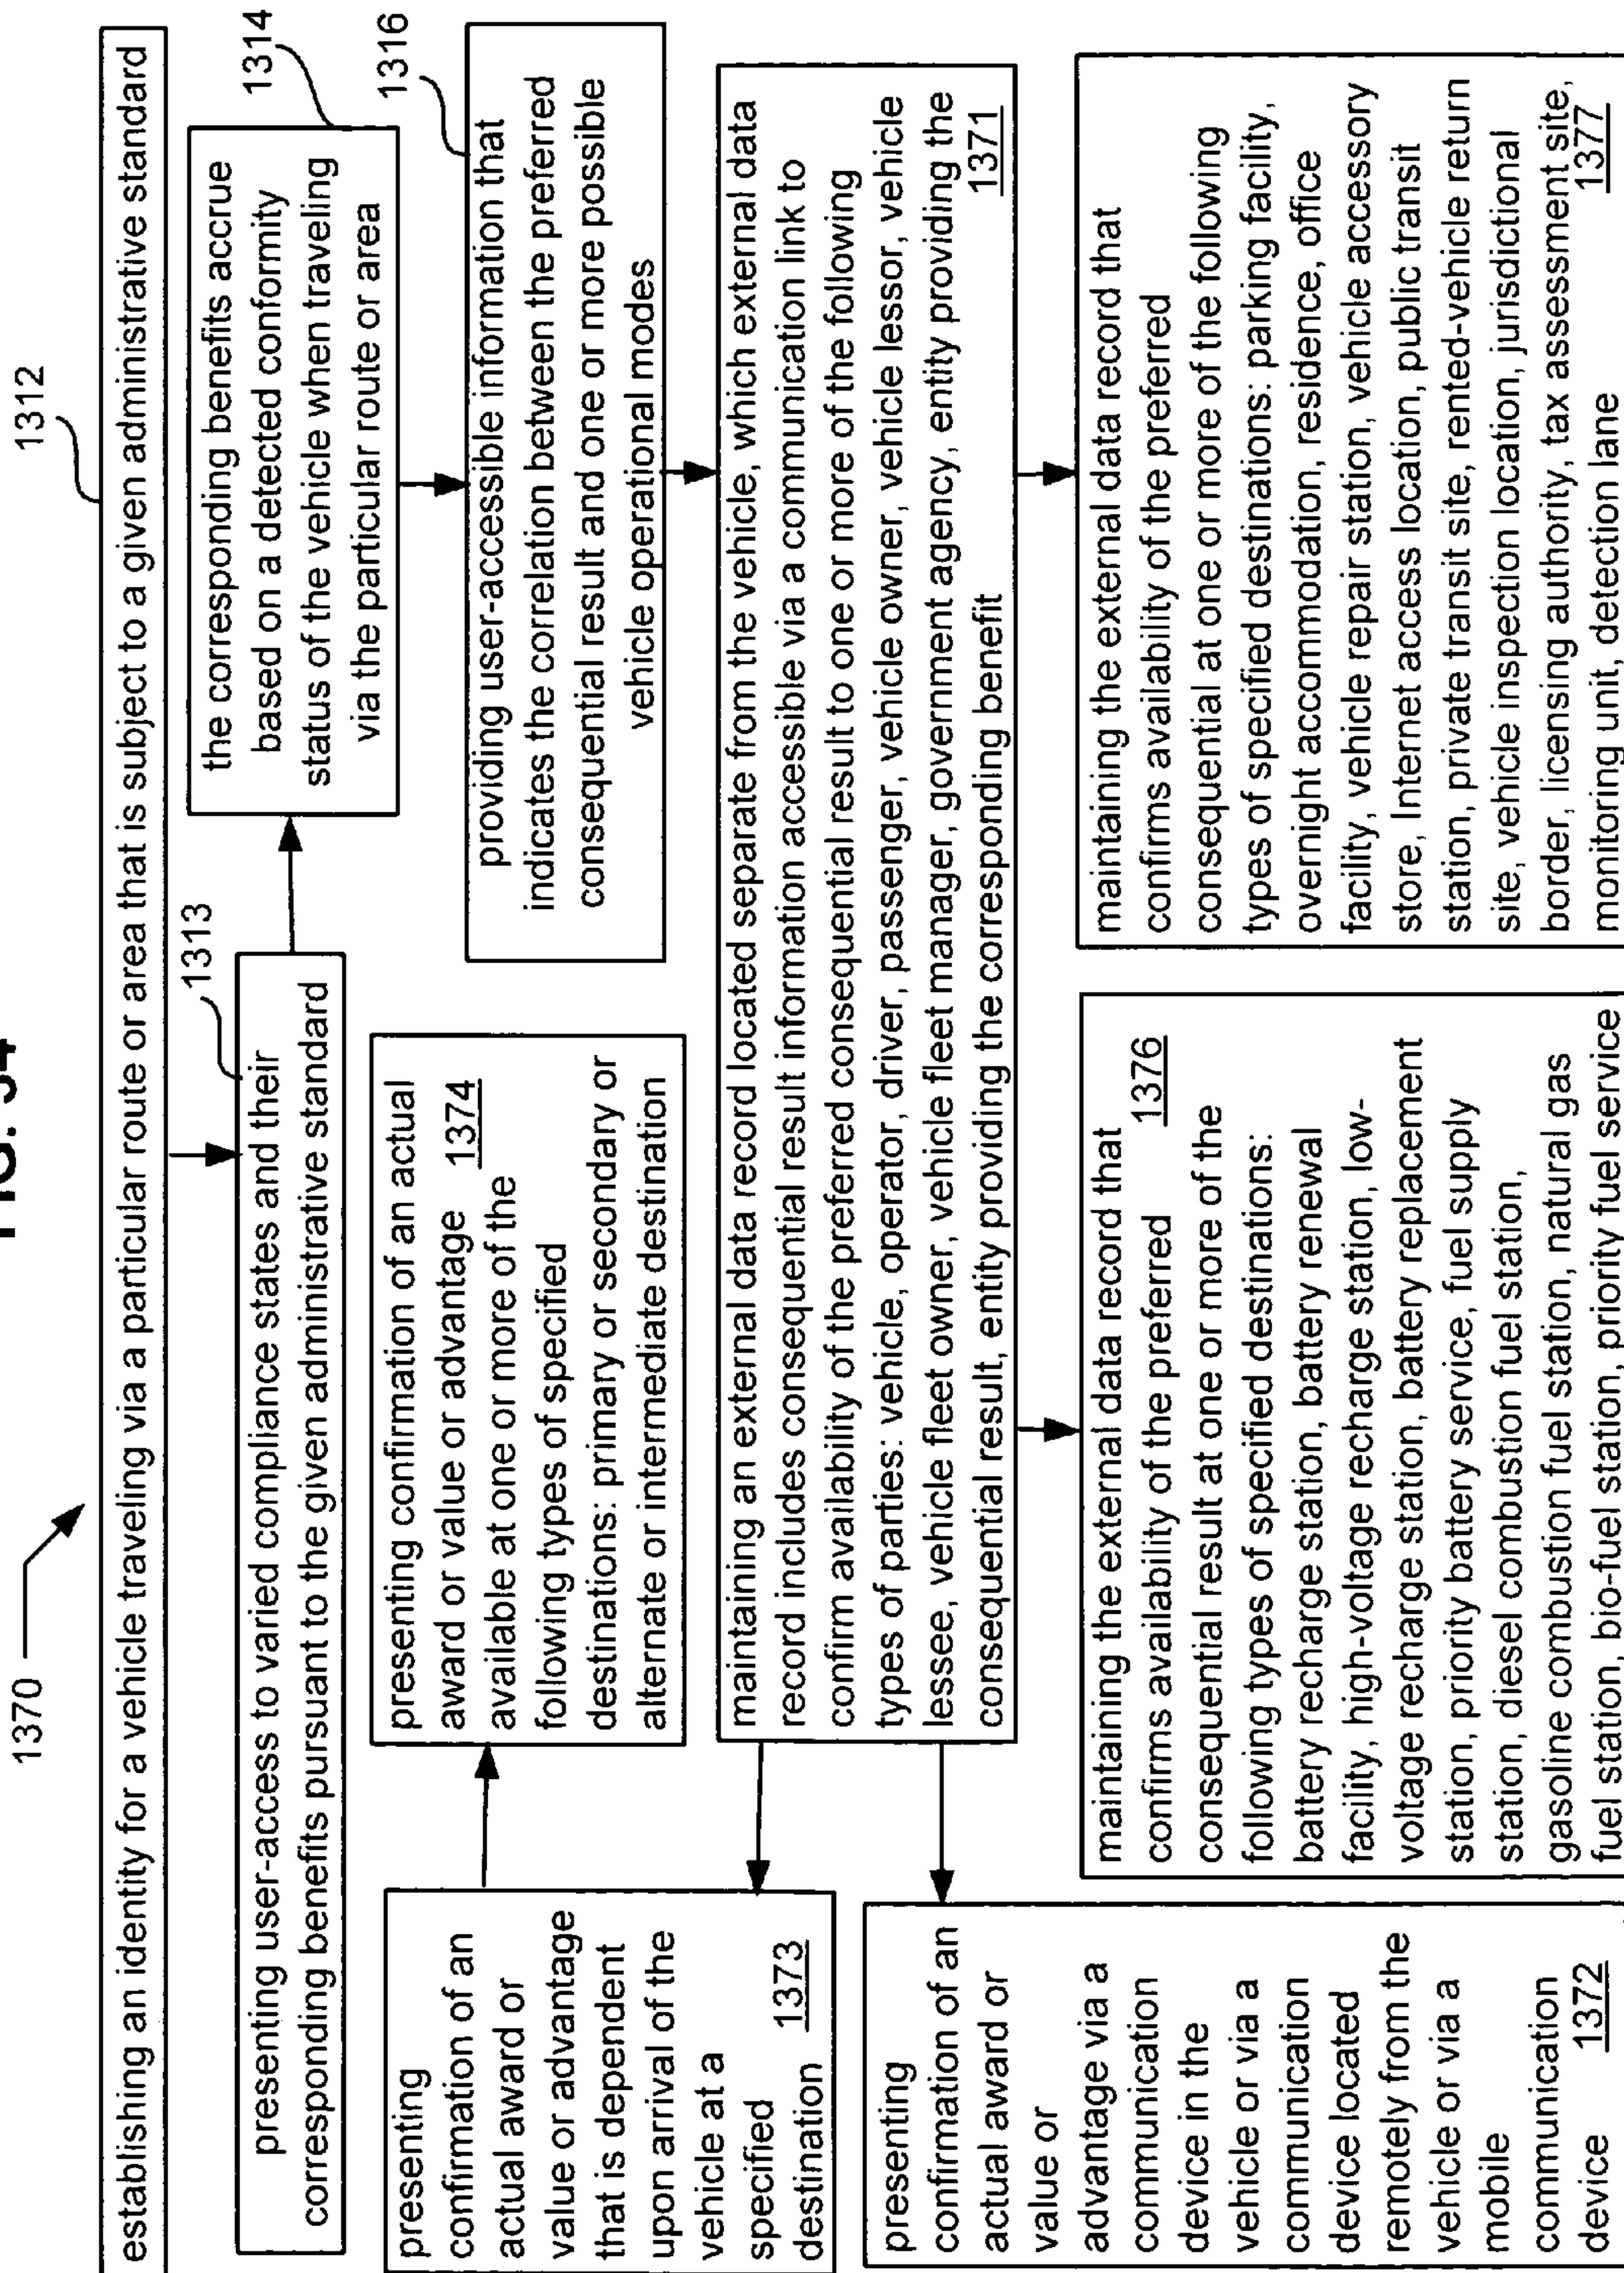 1370
1312
establishing an identity for a vehicle traveling via a particular route or area that is subject to a given administrative standard
1313
presenting user-access to varied compliance states and their
corresponding benefits pursuant to the given administrative standard
1314
the corresponding benefits accrue
based on a detected conformity
status of the vehicle when traveling
via the particular route or area
1316
providing user-accessible information that
indicates the correlation between the preferred
consequential result and one or more possible
vehicle operational modes
presenting confirmation of an actual
award or value or advantage 1374
available at one or more of the
following types of specified
destinations: primary or secondary or
alternate or intermediate destination
maintaining an external data record located separate from the vehicle, which external data
record includes consequential result information accessible via a communication link to
confirm availability of the preferred consequential result to one or more of the following
types of parties: vehicle, operator, driver, passenger, vehicle owner, vehicle lessor, vehicle
lessee, vehicle fleet owner, vehicle fleet manager, government agency, entity providing the
consequential result, entity providing the corresponding benefit 1371
presenting
confirmation of an
actual award or
value or advantage
that is dependent
upon arrival of the
vehicle at a
specified
destination 1373
presenting
confirmation of an
actual award or
value or
advantage via a
communication
device in the
vehicle or via a
communication
device located
remotely from the
vehicle or via a
mobile
communication
device 1372
maintaining the external data record that
confirms availability of the preferred 1376
consequential result at one or more of the
following types of specified destinations:
battery recharge station, battery renewal
facility, high-voltage recharge station, low-
voltage recharge station, battery replacement
station, priority battery service, fuel supply
station, diesel combustion fuel station,
gasoline combustion fuel station, natural gas
fuel station, bio-fuel station, priority fuel service
maintaining the external data record that
confirms availability of the preferred
consequential at one or more of the following
types of specified destinations: parking facility,
overnight accommodation, residence, office
facility, vehicle repair station, vehicle accessory
store, Internet access location, public transit
station, private transit site, rented-vehicle return
site, vehicle inspection location, jurisdictional
border, licensing authority, tax assessment site,
monitoring unit, detection lane 1377